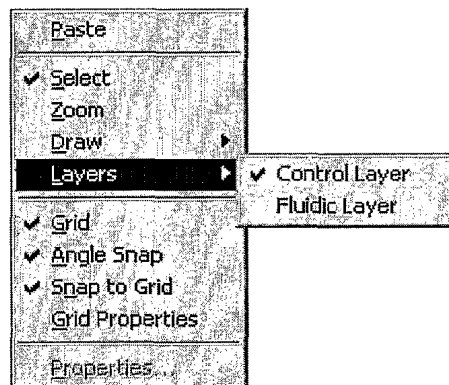 Paste
Select
Zoom
Draw
Layers
Control Layer
Fluidic Layer
Grid
Angle Snap
Snap to Grid
Grid Properties
Properties...